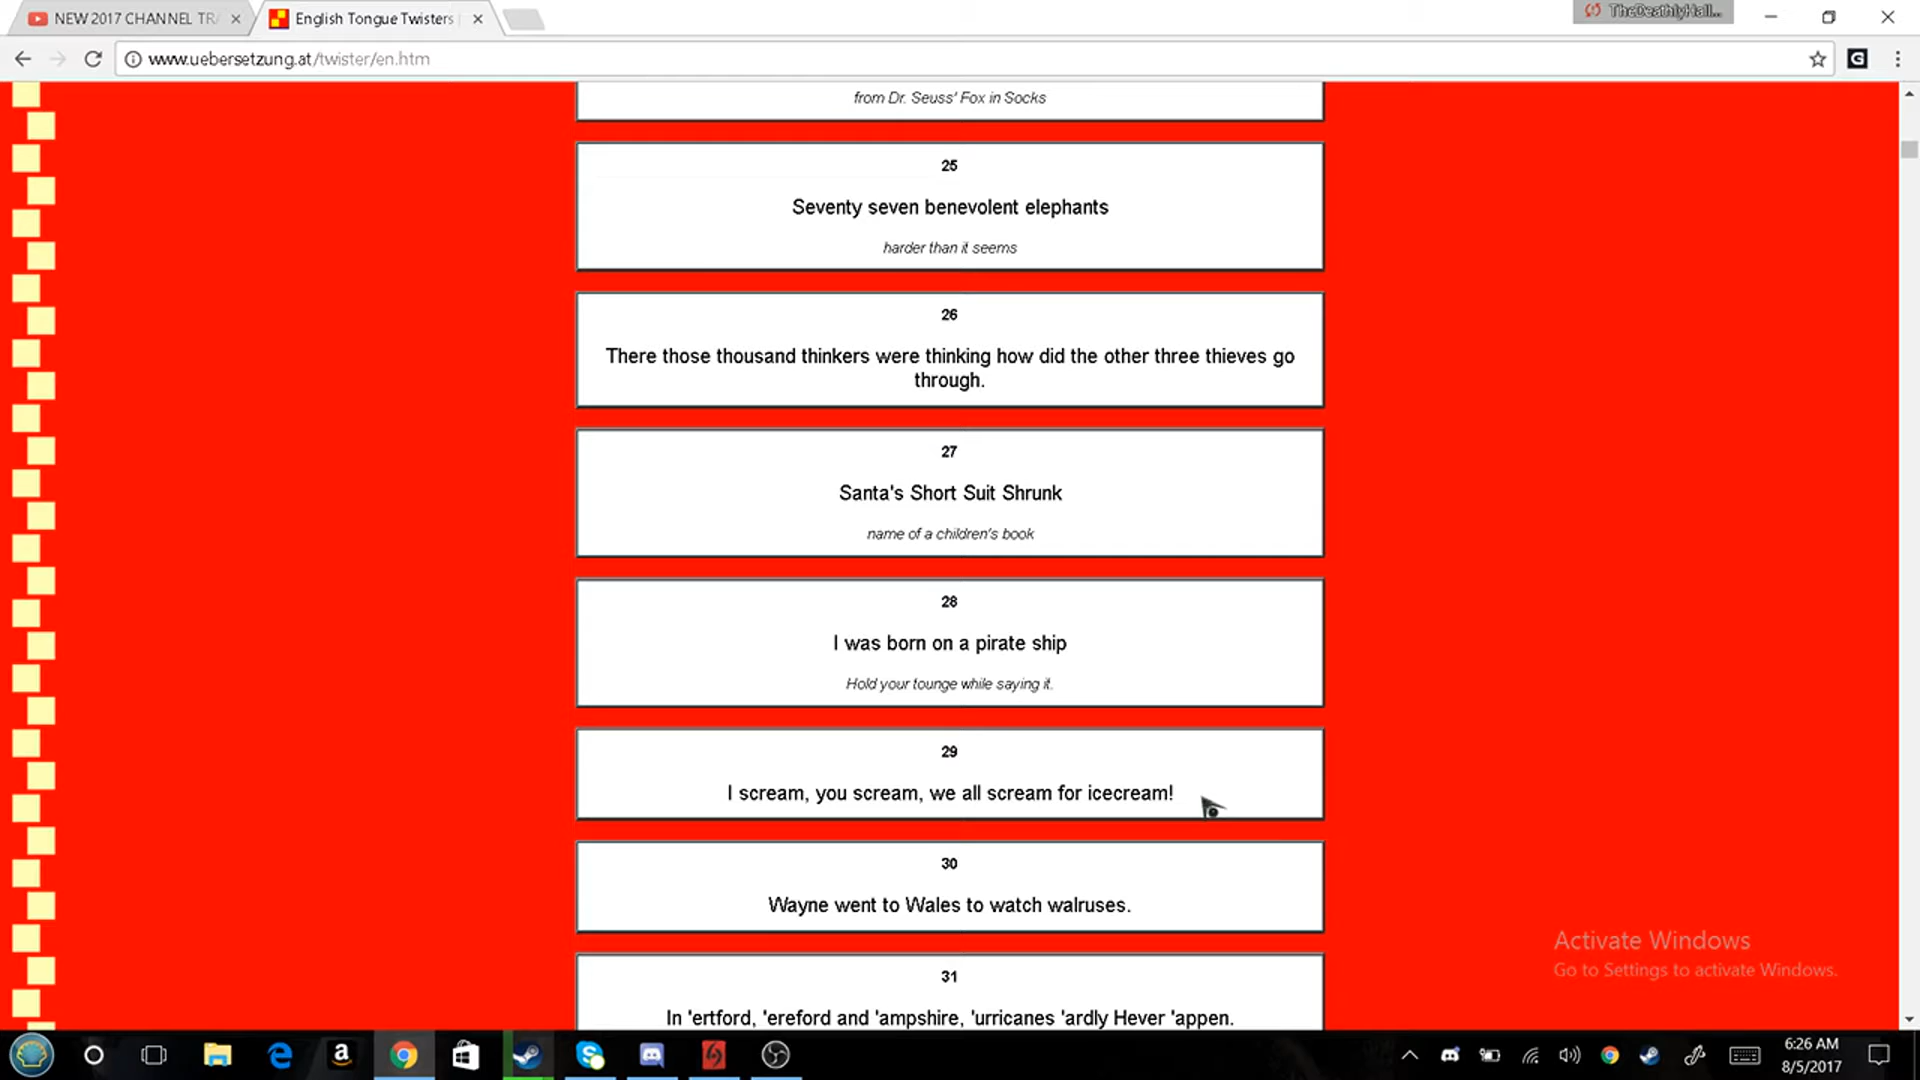 NEW 2017 CHANNEL TR
English Tongue Twisters
TheDeathlyHall...
www.uebersetzung.at/twister/en.htm
from Dr. Seuss' Fox in Socks
25
Seventy seven benevolent elephants
harder than it seems
26
There those thousand thinkers were thinking how did the other three thieves go
through.
27
Santa's Short Suit Shrunk
name of a children's book
28
I was born on a pirate ship
Hold your tounge while saying it.
29
I scream, you scream, we all scream for icecream!
30
Wayne went to Wales to watch walruses.
31
In 'ertford, 'ereford and 'ampshire, 'urricanes 'ardly Hever 'appen.
Activate Windows
Go to Settings to activate Windows.
6:26 AM
8/5/2017